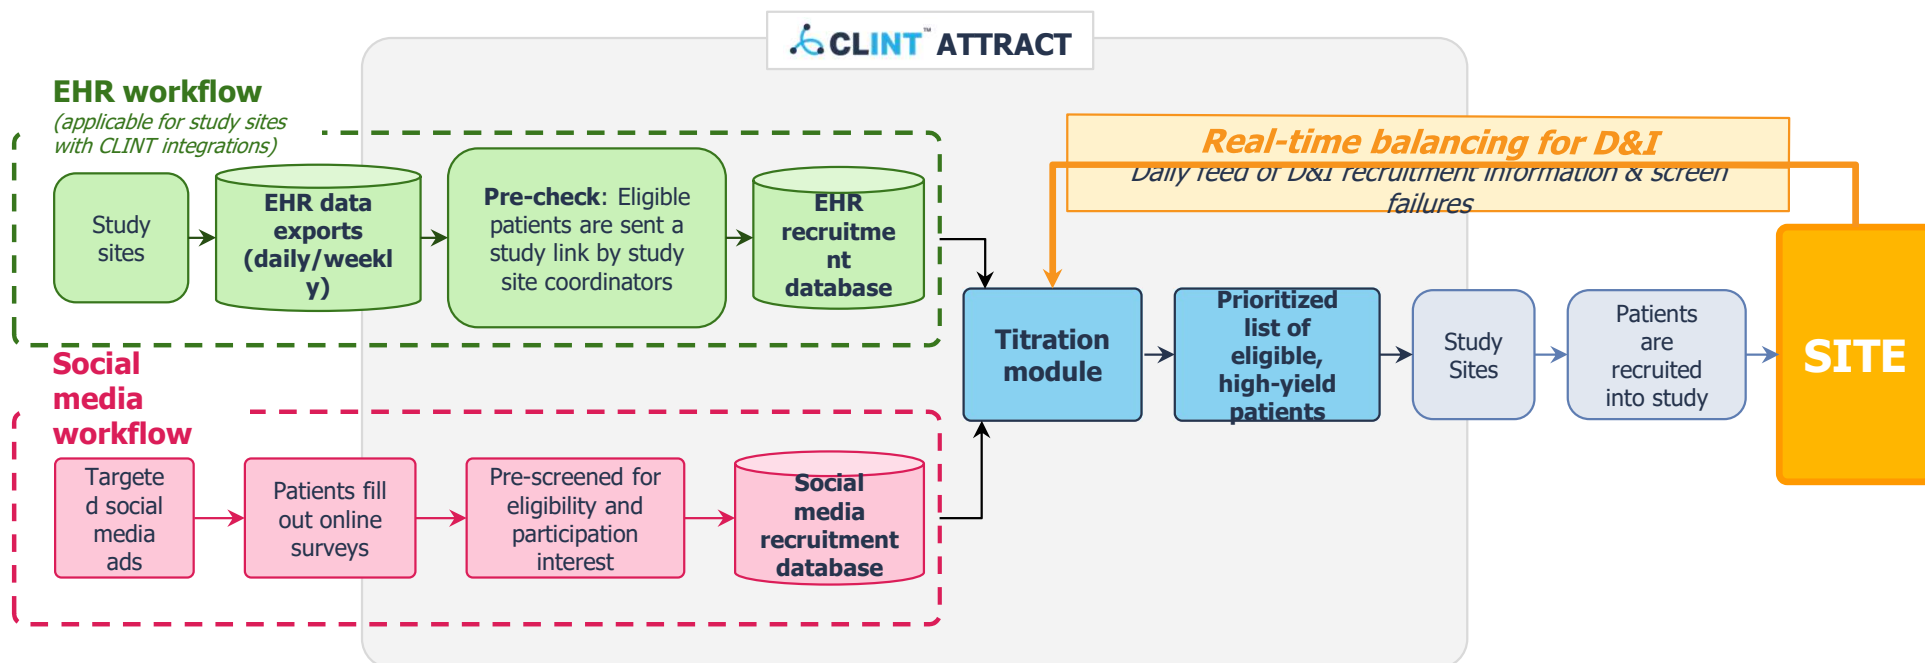 CLINT™ ATTRACT
EHR workflow
(applicable for study sites
with CLINT integrations)
Study
sites
EHR data
exports
(daily/weekl
y)
Pre-check: Eligible
patients are sent a
study link by study
site coordinators
EHR
recruitme
nt
database
Social
media
workflow
Targete
d social
media
ads
Patients fill
out online
surveys
Pre-screened for
eligibility and
participation
interest
Social
media
recruitment
database
Titration
module
Prioritized
list of
eligible,
high-yield
patients
Real-time balancing for D&I
Daily feed of D&I recruitment information & screen
failures
Study
Sites
Patients
are
recruited
into study
SITE